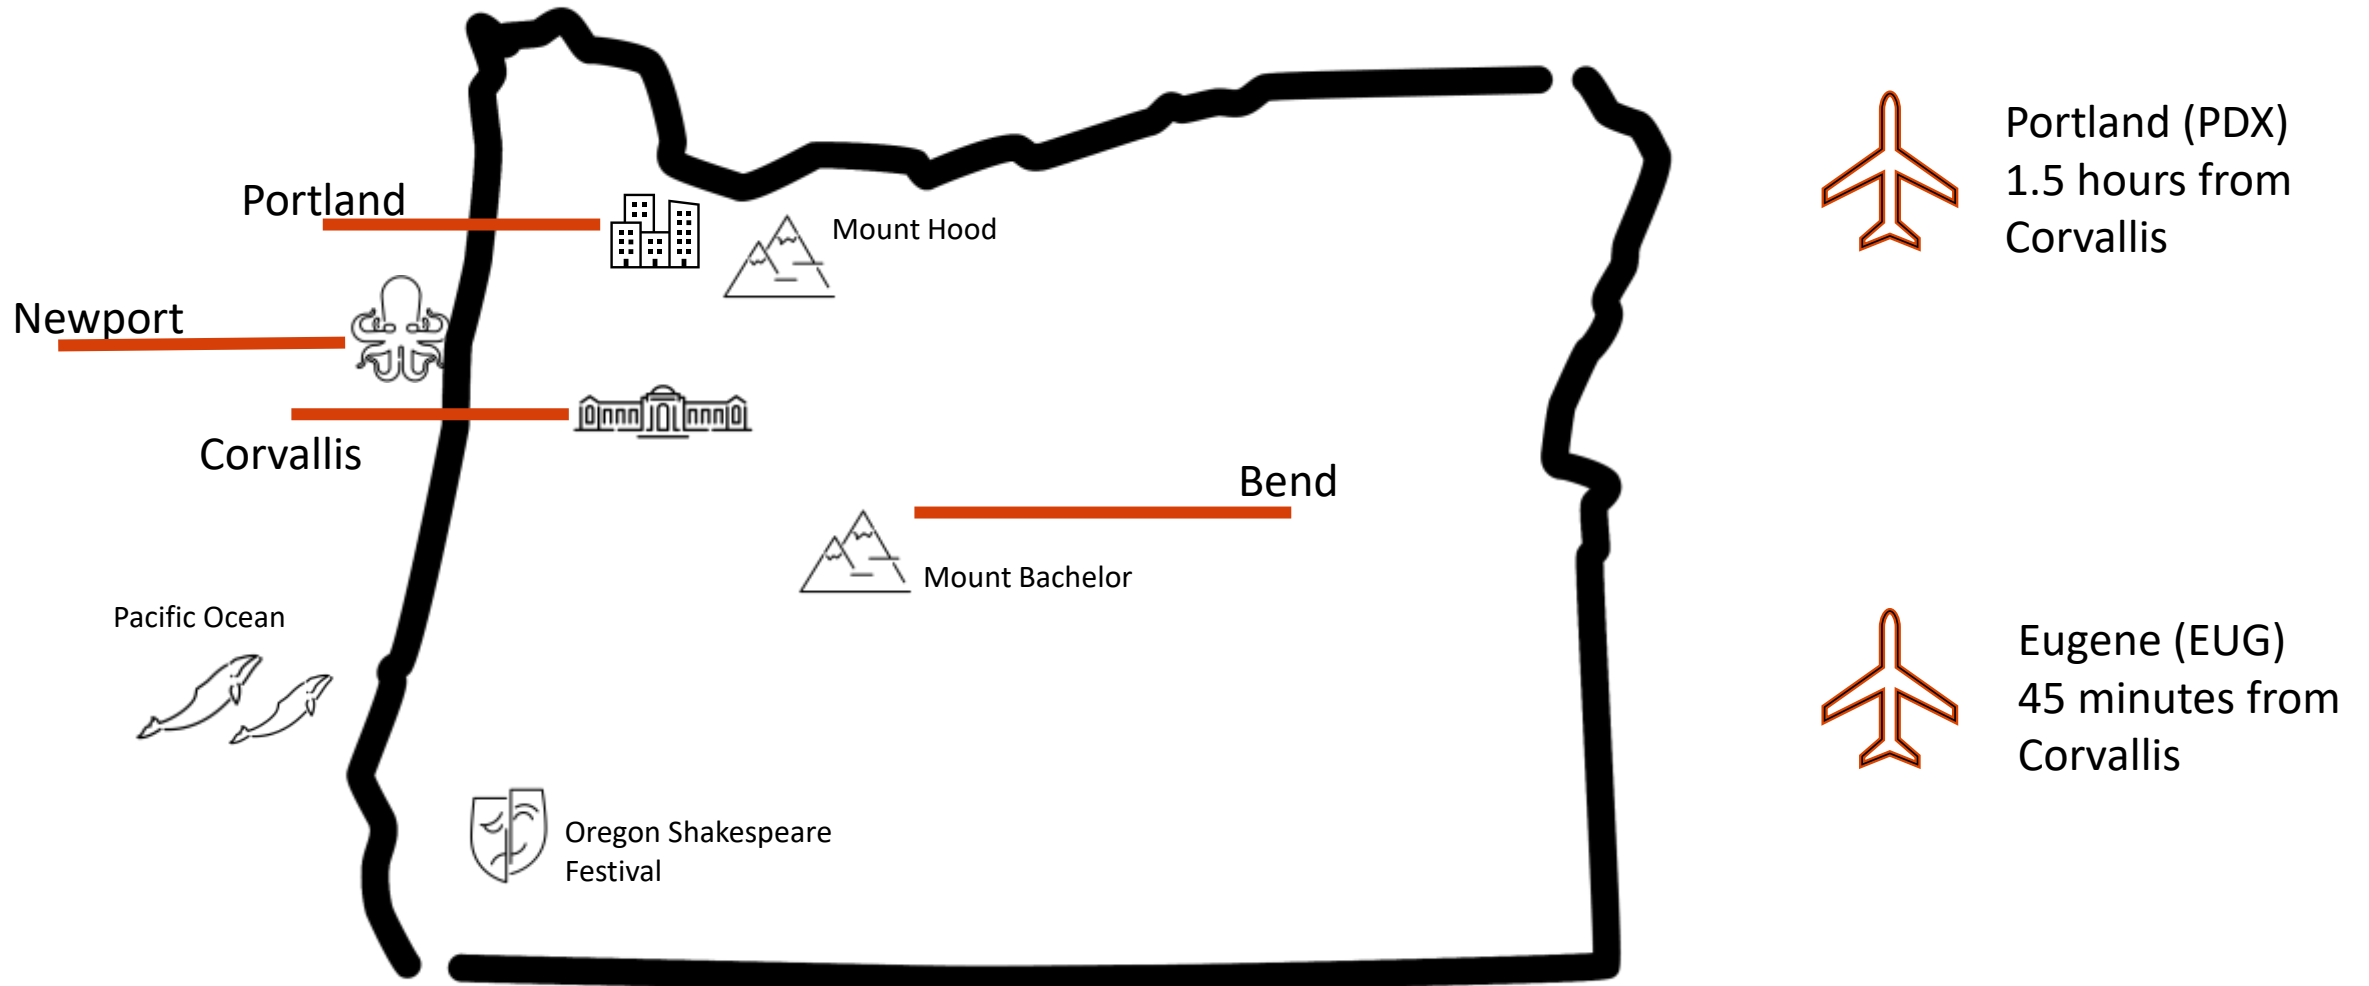 Portland
Mount Hood
Newport
Corvallis
Bend
Mount Bachelor
Pacific Ocean
Oregon Shakespeare
Festival
Portland (PDX)
1.5 hours from
Corvallis
Eugene (EUG)
45 minutes from
Corvallis